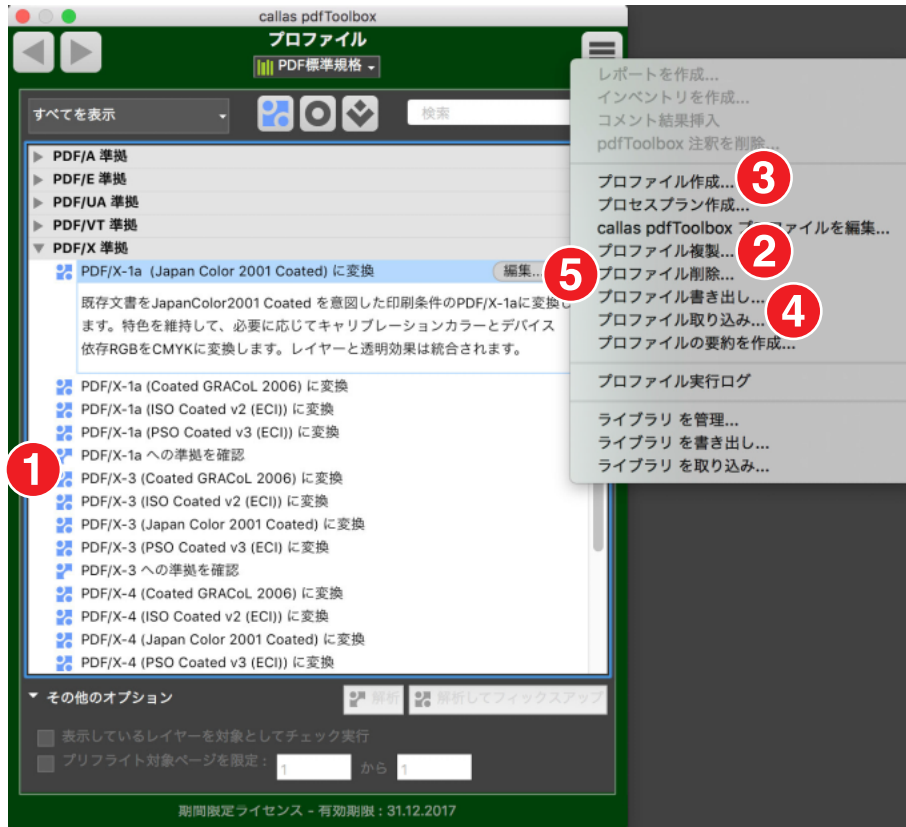 callas pdfToolbox
プロファイル
PDF標準規格
すべてを表示
検索
PDF/A 準拠
PDF/E 準拠
PDF/UA 準拠
PDF/VT 準拠
PDF/X 準拠
PDF/X-1a (Japan Color 2001 Coated) に変換
編集...
既存文書をJapanColor2001 Coated を意図した印刷条件のPDF/X-1aに変換し
ます。特色を維持して、必要に応じてキャリブレーションカラーとデバイス
依存RGBをCMYKに変換します。レイヤーと透明効果は統合されます。
PDF/X-1a (Coated GRACoL 2006) に変換
PDF/X-1a (ISO Coated v2 (ECI)) に変換
PDF/X-1a (PSO Coated v3 (ECI)) に変換
PDF/X-1a への準拠を確認
1
PDF/X-3 (Coated GRACoL 2006) に変換
PDF/X-3 (ISO Coated v2 (ECI)) に変換
PDF/X-3 (Japan Color 2001 Coated) に変換
PDF/X-3 (PSO Coated v3 (ECI)) に変換
PDF/X-3 への準拠を確認
PDF/X-4 (Coated GRACoL 2006) に変換
PDF/X-4 (ISO Coated v2 (ECI)) に変換
PDF/X-4 (Japan Color 2001 Coated) に変換
PDF/X-4 (PSO Coated v3 (ECI)) に変換
その他のオプション
解析
解析してフィックスアップ
表示しているレイヤーを対象としてチェック実行
プリフライト対象ページを限定：
1
から
1
期間限定ライセンス - 有効期限 : 31.12.2017
レポートを作成...
インベントリを作成...
コメント結果挿入
pdfToolbox 注釈を削除...
プロファイル作成...
3
プロセスプラン作成...
callas pdfToolbox プロファイルを編集...
プロファイル複製...
2
5
プロファイル削除...
プロファイル書き出し...
4
プロファイル取り込み...
プロファイルの要約を作成...
プロファイル実行ログ
ライブラリ を管理...
ライブラリ を書き出し...
ライブラリ を取り込み...